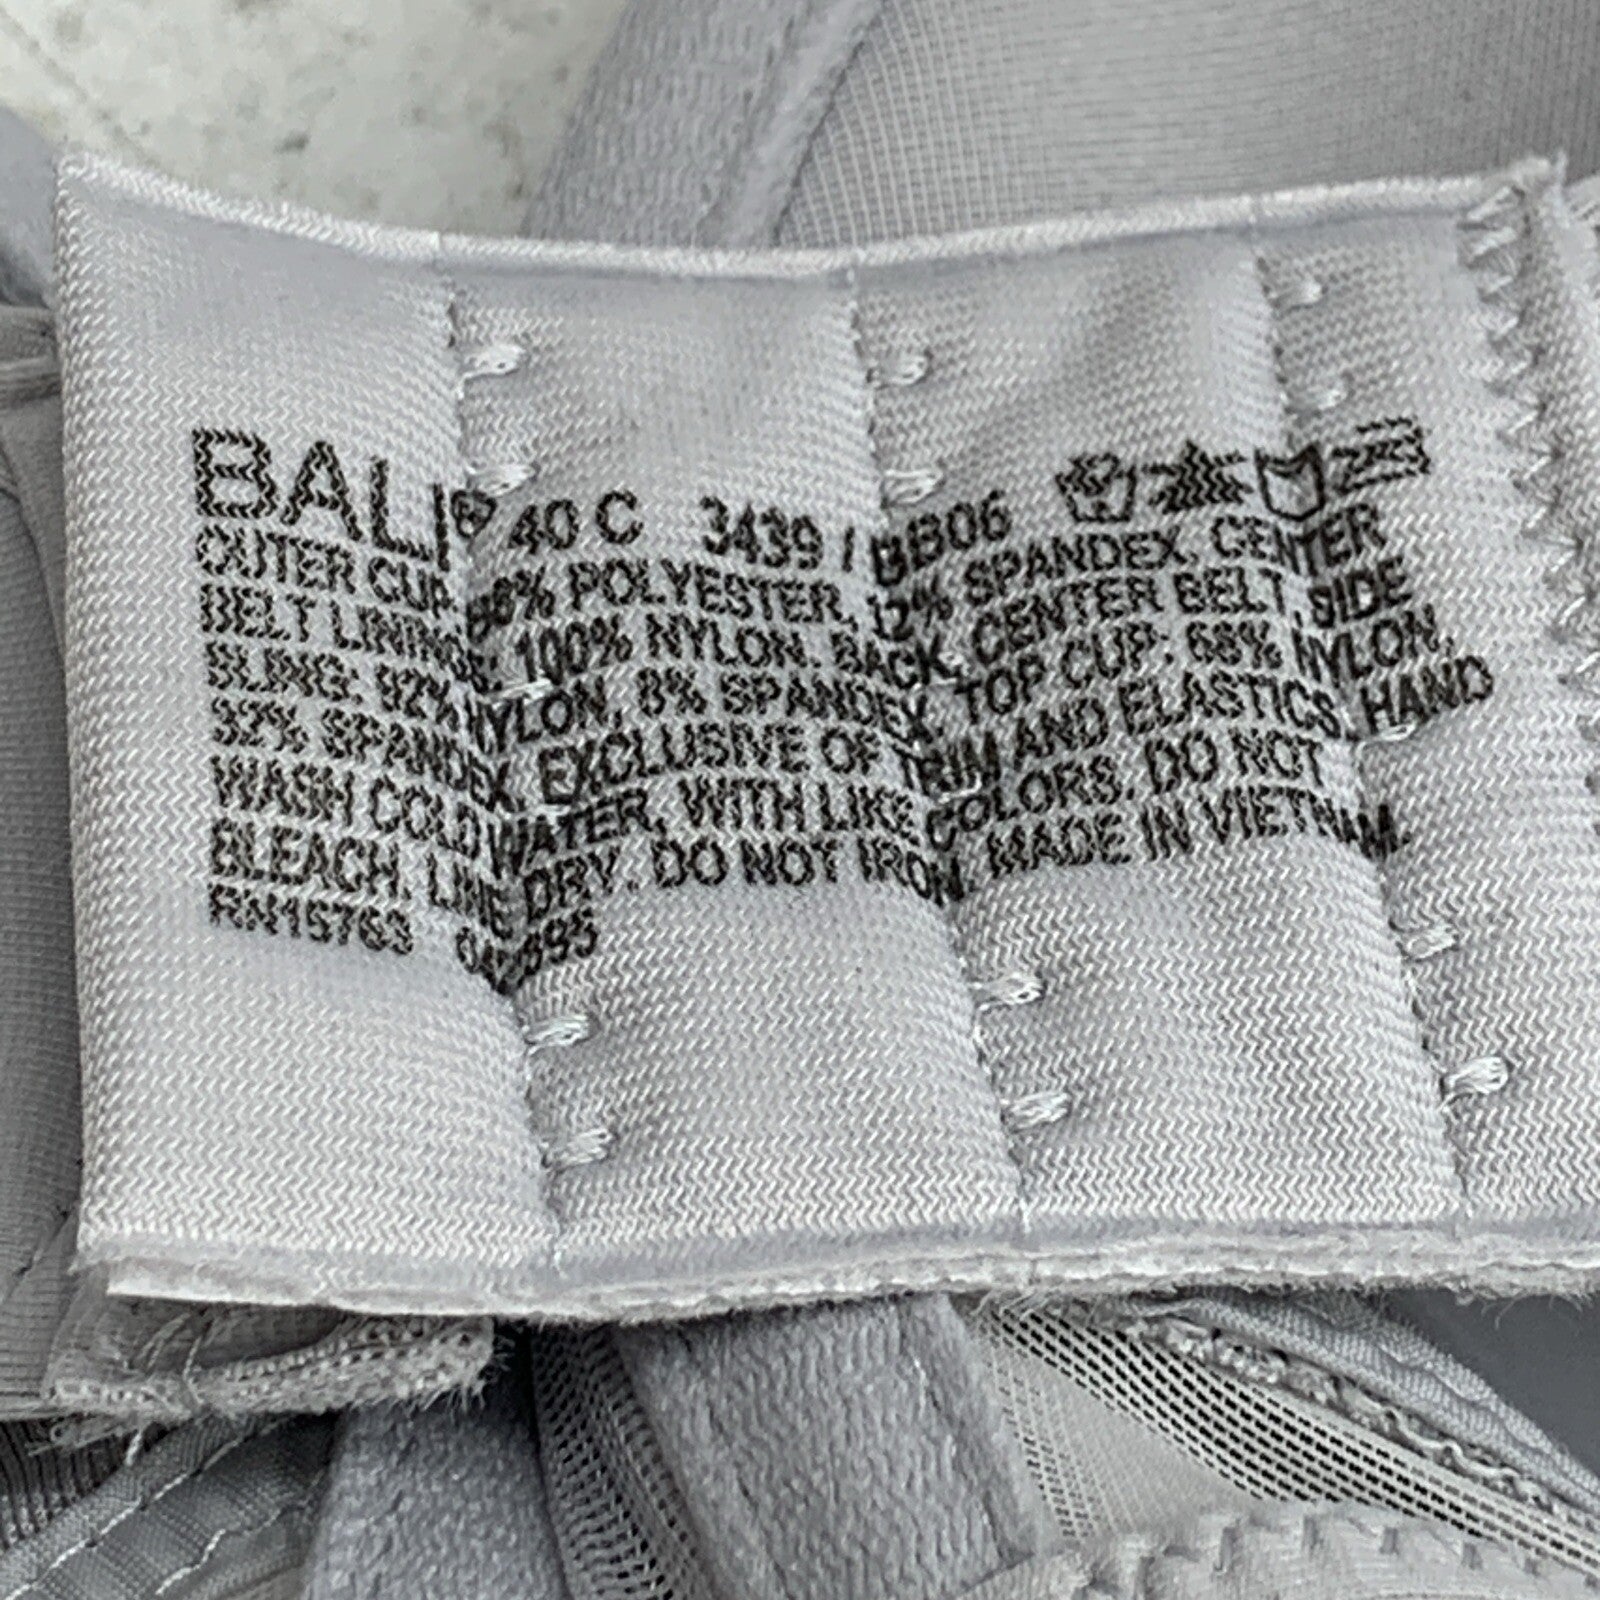 BALI® 40 C 3439 / BB06
OUTER CUP: 88% POLYESTER, 12% SPANDEX. CENTER
BELT LININGS: 100% NYLON. BACK, CENTER BELT, SIDE
SLING: 92% NYLON, 8% SPANDEX. TOP CUP: 68% NYLON,
32% SPANDEX. EXCLUSIVE OF TRIM AND ELASTICS. HAND
WASH COLD WATER. WITH LIKE COLORS. DO NOT
BLEACH. LINE DRY. DO NOT IRON. MADE IN VIETNAM.
RN15763